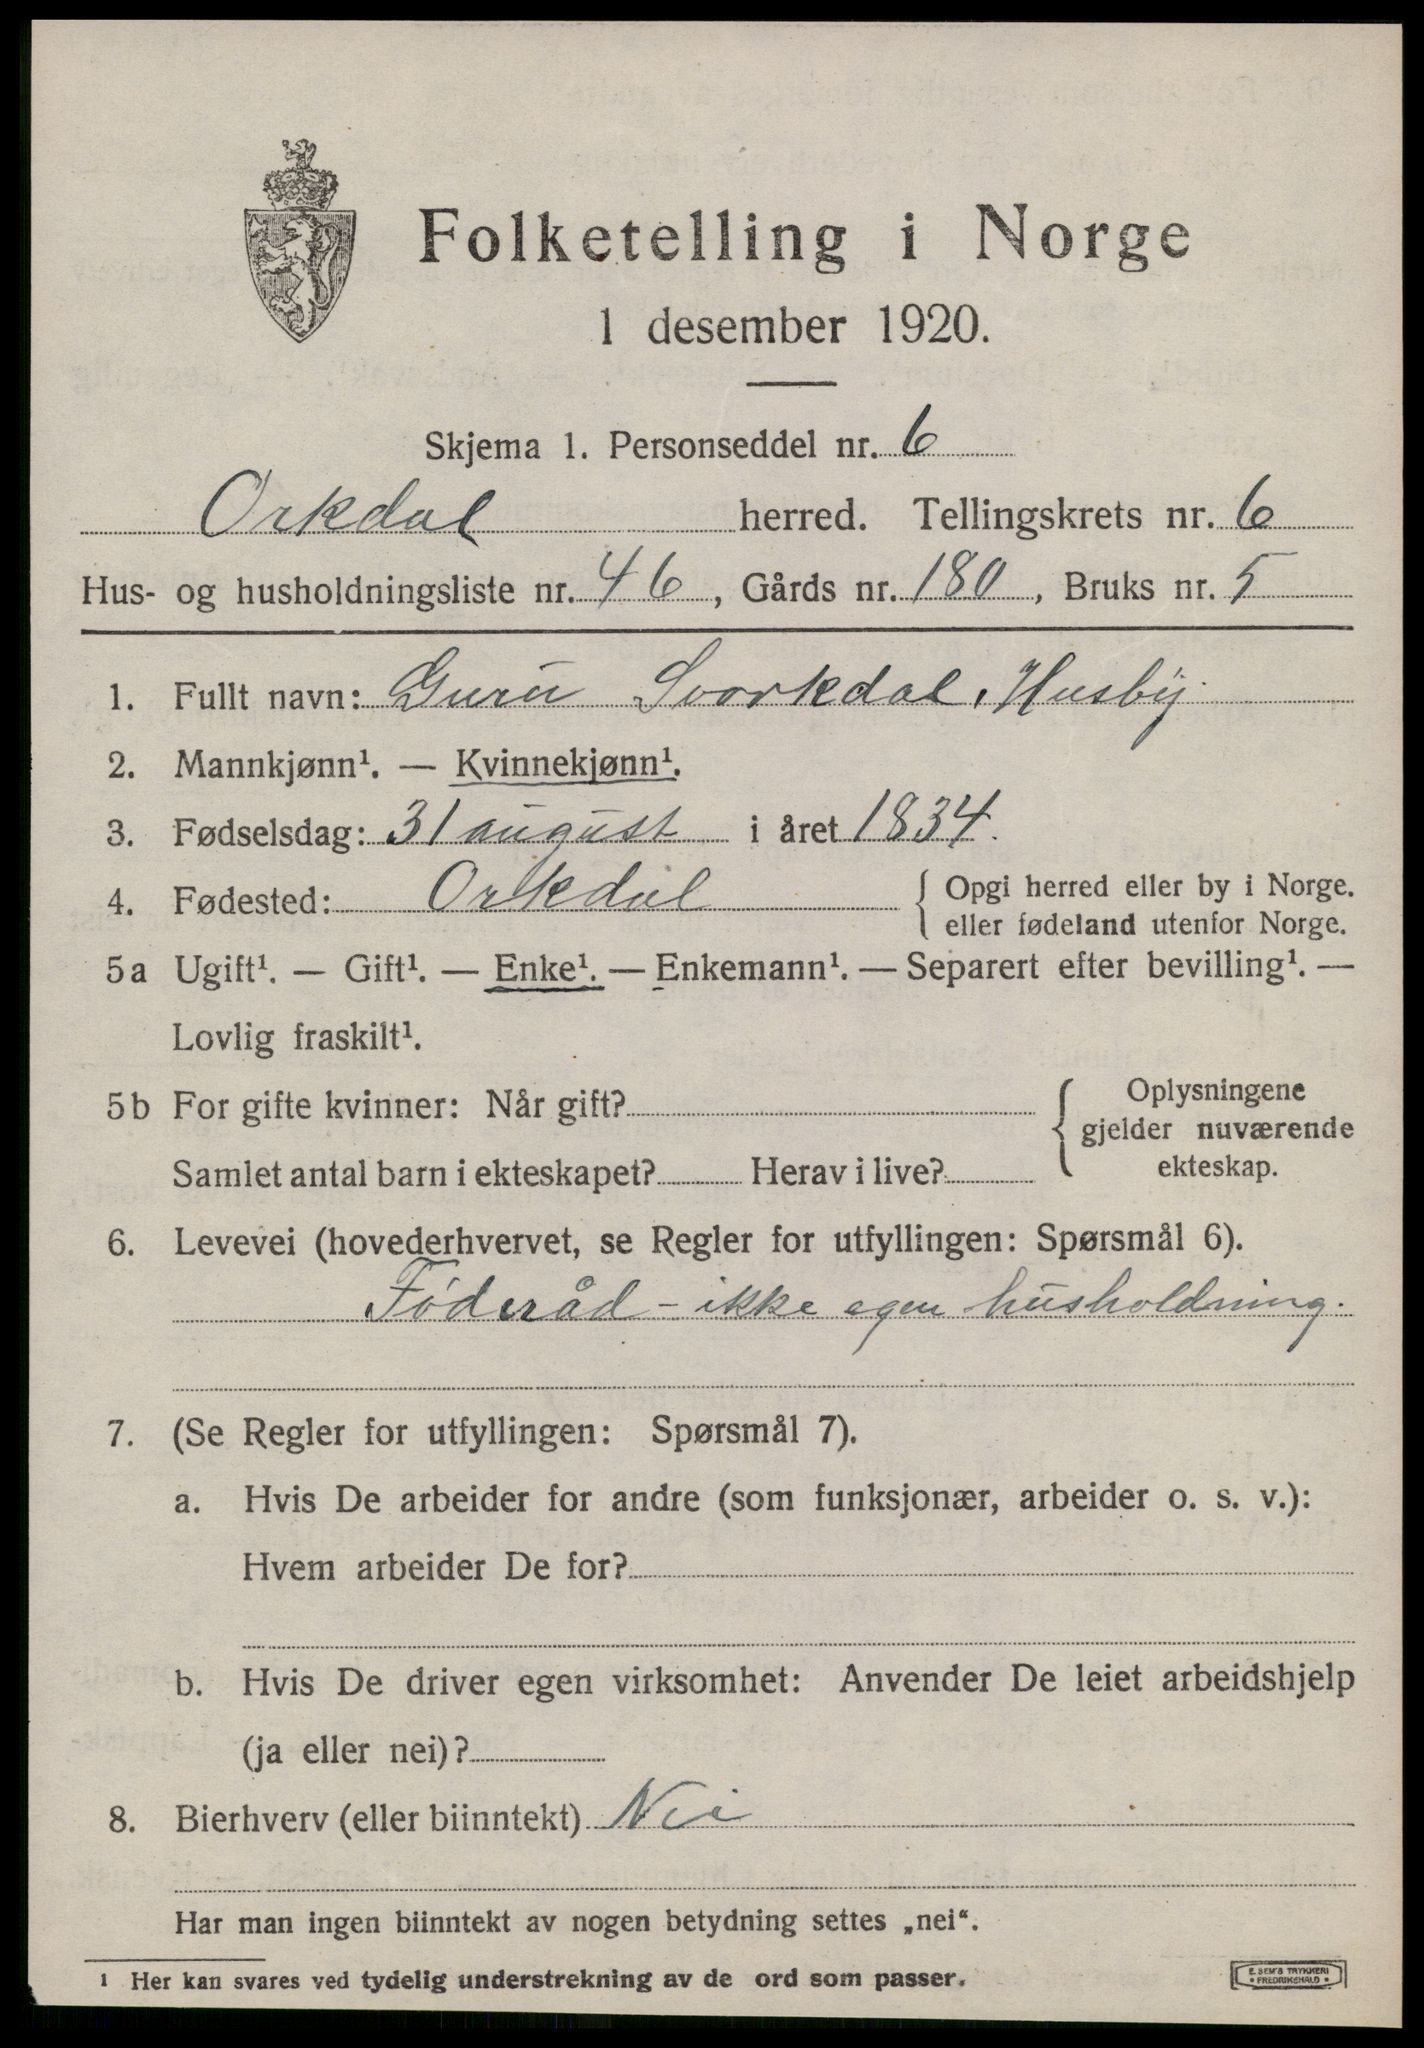 Folketelling i Norge
1 desember 1920.
Skjema 1. Personseddel nr. 6
Orkdal herred. Tellingskrets nr. 6
Hus- og husholdningsliste nr. 46, Gårds nr. 180, Bruks nr. 5
1. Fullt navn: Guru Svorkdal, Husby.
2. Mannkjønn¹. — Kvinnekjønn¹.
3. Fødselsdag: 31 august i året 1834.
4. Fødested: Orkdal { Opgi herred eller by i Norge.
eller fødeland utenfor Norge.
5a Ugift¹. — Gift¹. — Enke¹. — Enkemann¹. — Separert efter bevilling¹. —
Lovlig fraskilt¹.
5b For gifte kvinner: Når gift? { Oplysningene
gjelder nuværende
Samlet antal barn i ekteskapet? Herav i live? ekteskap.
6. Levevei (hovederhvervet, se Regler for utfyllingen: Spørsmål 6).
Føderåd - ikke egen husholdning.
7. (Se Regler for utfyllingen: Spørsmål 7).
a. Hvis De arbeider for andre (som funksjonær, arbeider o. s. v.):
Hvem arbeider De for?
b. Hvis De driver egen virksomhet: Anvender De leiet arbeidshjelp
(ja eller nei)?
8. Bierhverv (eller biinntekt) Nei
Har man ingen biinntekt av nogen betydning settes „nei“.
¹ Her kan svares ved tydelig understrekning av de ord som passer.
E. SEM'S TRYKKERI
• FREDRIKSHALD •